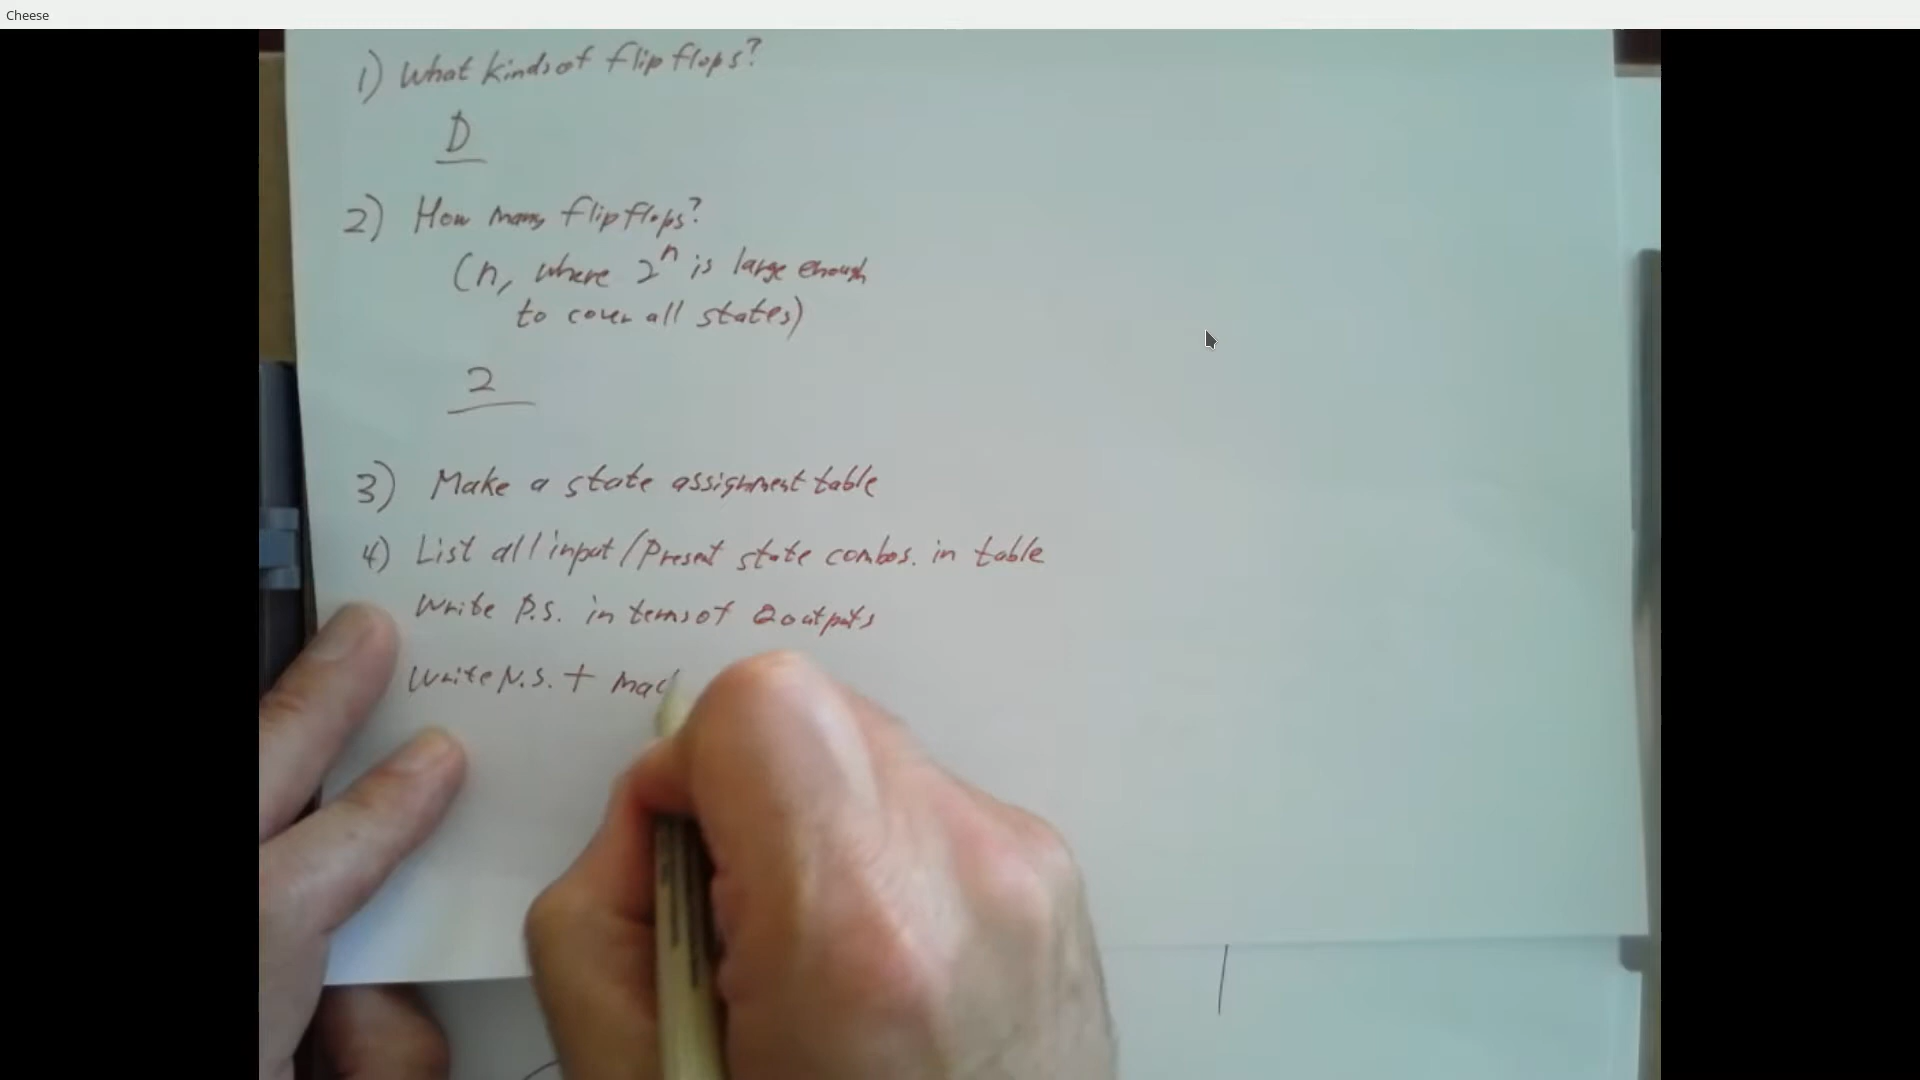 Cheese
1) What kinds of flip flops?
D
2) How many flip flops?
(n, where 2^n is large enough
to cover all states)
2
3) Make a state assignment table
4) List all input/Present state combos. in table
Write P.S. in terms of Q outputs
Write N.S. + mac